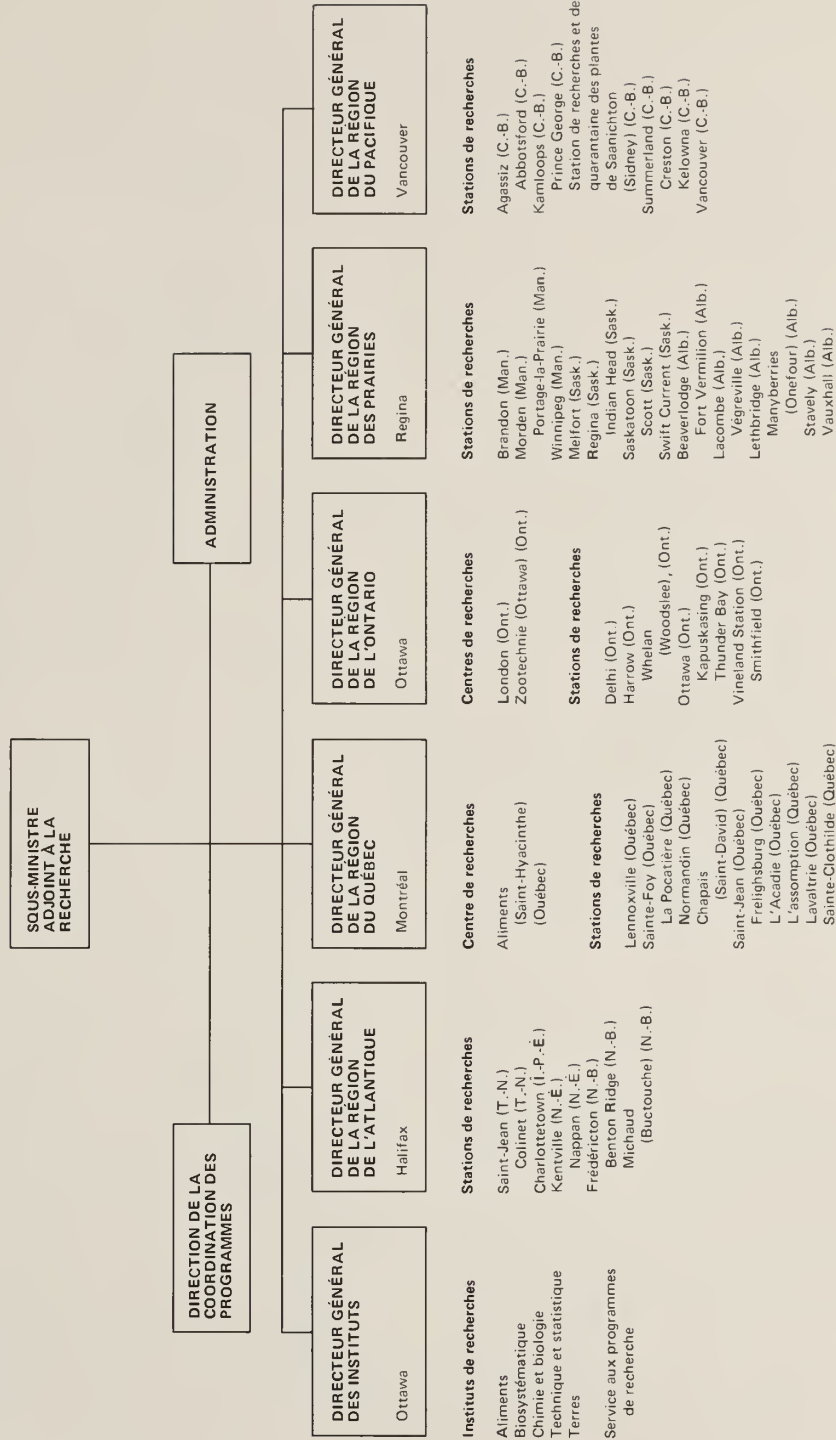 SOUS-MINISTRE
ADJOINT À LA
RECHERCHE
DIRECTION DE LA
COORDINATION DES
PROGRAMMES
ADMINISTRATION
DIRECTEUR GÉNÉRAL
DES INSTITUTS
Ottawa
Instituts de recherches
Aliments
Biosystématique
Chimie et biologie
Technique et statistique
Terres
Service aux programmes
de recherche
DIRECTEUR GÉNÉRAL
DE LA RÉGION
DE L'ATLANTIQUE
Halifax
Stations de recherches
Saint-Jean (T.-N.)
Colinet (T.-N.)
Charlottetown (Î.-P.-É.)
Kentville (N.-É.)
Nappan (N.-É.)
Frédéricton (N.-B.)
Benton Ridge (N.-B.)
Michaud
(Buctouche) (N.-B.)
DIRECTEUR GÉNÉRAL
DE LA RÉGION
DU QUÉBEC
Montréal
Centre de recherches
Aliments
(Saint-Hyacinthe)
(Québec)
Stations de recherches
Lennoxville (Québec)
Sainte-Foy (Québec)
La Pocatière (Québec)
Normandin (Québec)
Chapais
(Saint-David) (Québec)
Saint-Jean (Québec)
Frelighsburg (Québec)
L'Acadie (Québec)
L'assomption (Québec)
Lavaltrie (Québec)
Sainte-Clothilde (Québec)
DIRECTEUR GÉNÉRAL
DE LA RÉGION
DE L'ONTARIO
Ottawa
Centres de recherches
London (Ont.)
Zootechnie (Ottawa) (Ont.)
Stations de recherches
Delhi (Ont.)
Harrow (Ont.)
Whelan
(Woodslee), (Ont.)
Ottawa (Ont.)
Kapuskasing (Ont.)
Thunder Bay (Ont.)
Vineland Station (Ont.)
Smithfield (Ont.)
DIRECTEUR GÉNÉRAL
DE LA RÉGION
DES PRAIRIES
Regina
Stations de recherches
Brandon (Man.)
Morden (Man.)
Portage-la-Prairie (Man.)
Winnipeg (Man.)
Melfort (Sask.)
Regina (Sask.)
Indian Head (Sask.)
Saskatoon (Sask.)
Scott (Sask.)
Swift Current (Sask.)
Beaverlodge (Alb.)
Fort Vermilion (Alb.)
Lacombe (Alb.)
Végreville (Alb.)
Lethbridge (Alb.)
Manyberries
(Onefour) (Alb.)
Stavely (Alb.)
Vauxhall (Alb.)
DIRECTEUR GÉNÉRAL
DE LA RÉGION
DU PACIFIQUE
Vancouver
Stations de recherches
Agassiz (C.-B.)
Abbotsford (C.-B.)
Kamloops (C.-B.)
Prince George (C.-B.)
Station de recherches et de
quarantaine des plantes
de Saanichton
(Sidney) (C.-B.)
Summerland (C.-B.)
Creston (C.-B.)
Kelowna (C.-B.)
Vancouver (C.-B.)